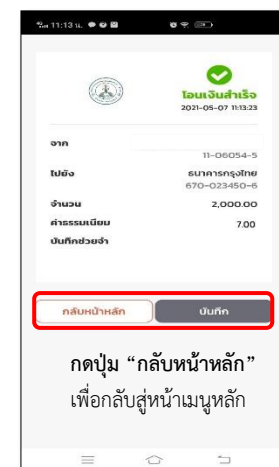 11:13 น.
โอนเงินสำเร็จ
2021-05-07 11:13:23
จาก
11-06054-5
ไปยัง ธนาคารกรุงไทย
670-023450-6
จำนวน 2,000.00
ค่าธรรมเนียม 7.00
บันทึกช่วยจำ
กลับหน้าหลัก บันทึก
กดปุ่ม “กลับหน้าหลัก”
เพื่อกลับสู่หน้าเมนูหลัก